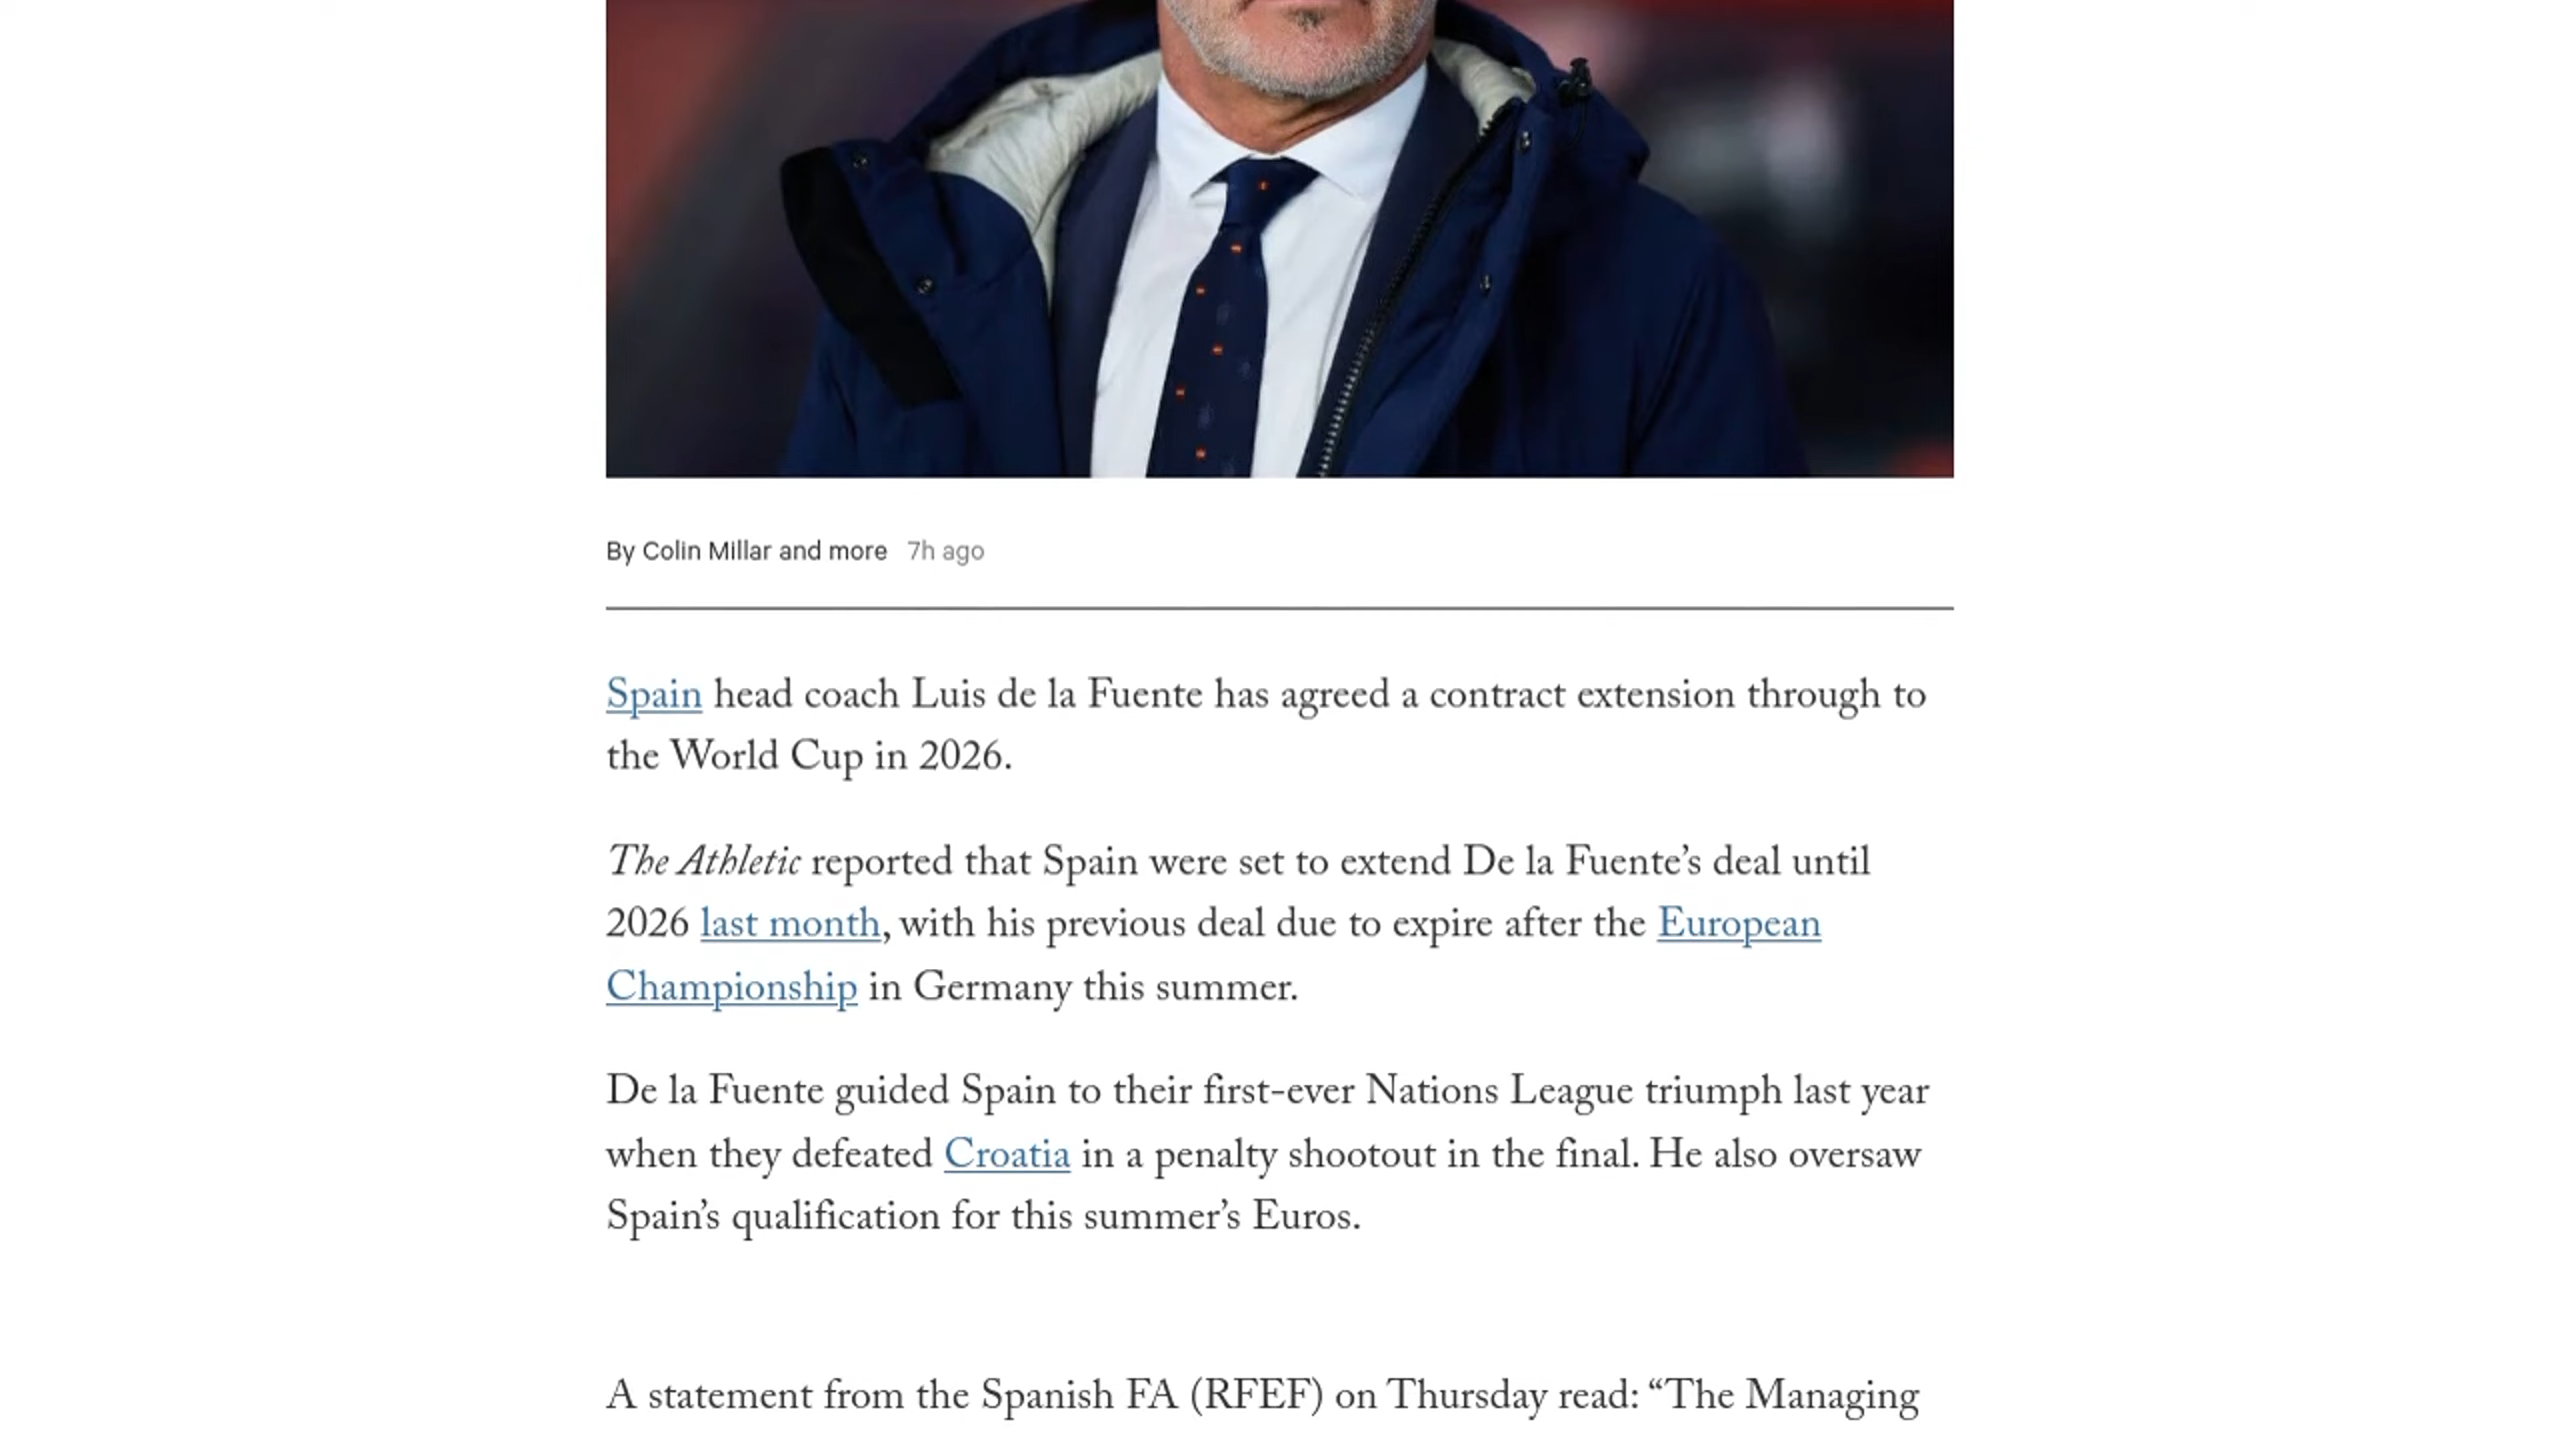 By Colin Millar and more 7h ago
Spain head coach Luis de la Fuente has agreed a contract extension through to
the World Cup in 2026.
The Athletic reported that Spain were set to extend De la Fuente’s deal until
2026 last month, with his previous deal due to expire after the European
Championship in Germany this summer.
De la Fuente guided Spain to their first-ever Nations League triumph last year
when they defeated Croatia in a penalty shootout in the final. He also oversaw
Spain’s qualification for this summer’s Euros.
A statement from the Spanish FA (RFEF) on Thursday read: “The Managing